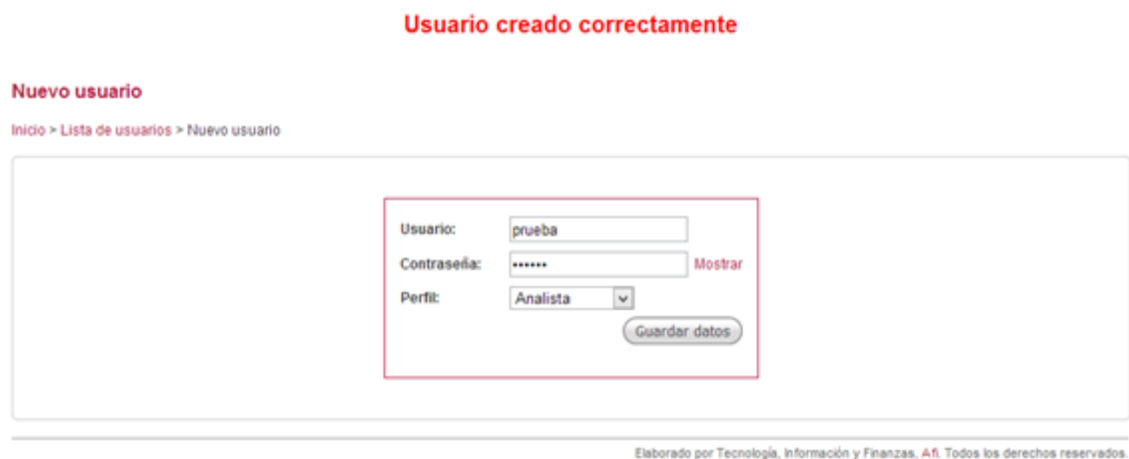 Usuario creado correctamente
Nuevo usuario
Inicio > Lista de usuarios > Nuevo usuario
Usuario: prueba
Contraseña: •••••• Mostrar
Perfil: Analista
Guardar datos
Elaborado por Tecnología, Información y Finanzas, Afi. Todos los derechos reservados.